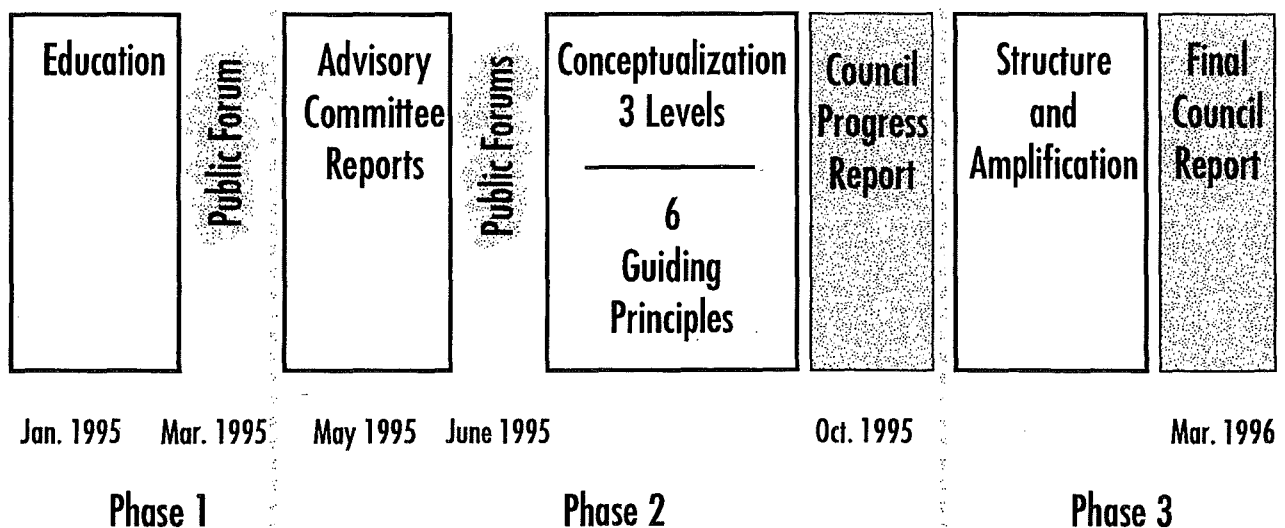 Education
Public Forum
Advisory
Committee
Reports
Public Forums
Conceptualization
3 Levels
6
Guiding
Principles
Council
Progress
Report
Structure
and
Amplification
Final
Council
Report
Jan. 1995
Mar. 1995
May 1995
June 1995
Oct. 1995
Mar. 1996
Phase 1
Phase 2
Phase 3